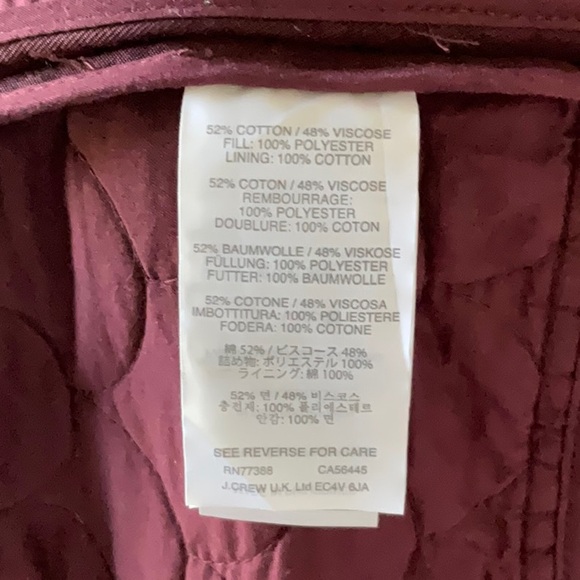 52% COTTON / 48% VISCOSE
FILL: 100% POLYESTER
LINING: 100% COTTON
52% COTON / 48% VISCOSE
REMBOURRAGE:
100% POLYESTER
DOUBLURE: 100% COTON
52% BAUMWOLLE / 48% VISKOSE
FÜLLUNG: 100% POLYESTER
FUTTER: 100% BAUMWOLLE
52% COTONE / 48% VISCOSA
IMBOTTITURA: 100% POLIESTERE
FODERA: 100% COTONE
綿 52% / ビスコース 48%
詰め物: ポリエステル 100%
ライニング: 綿 100%
52% 면 / 48% 비스코스
충전재: 100% 폴리에스테르
안감: 100% 면
SEE REVERSE FOR CARE
RN77388 CA56445
J.CREW U.K. Ltd EC4V 6JA